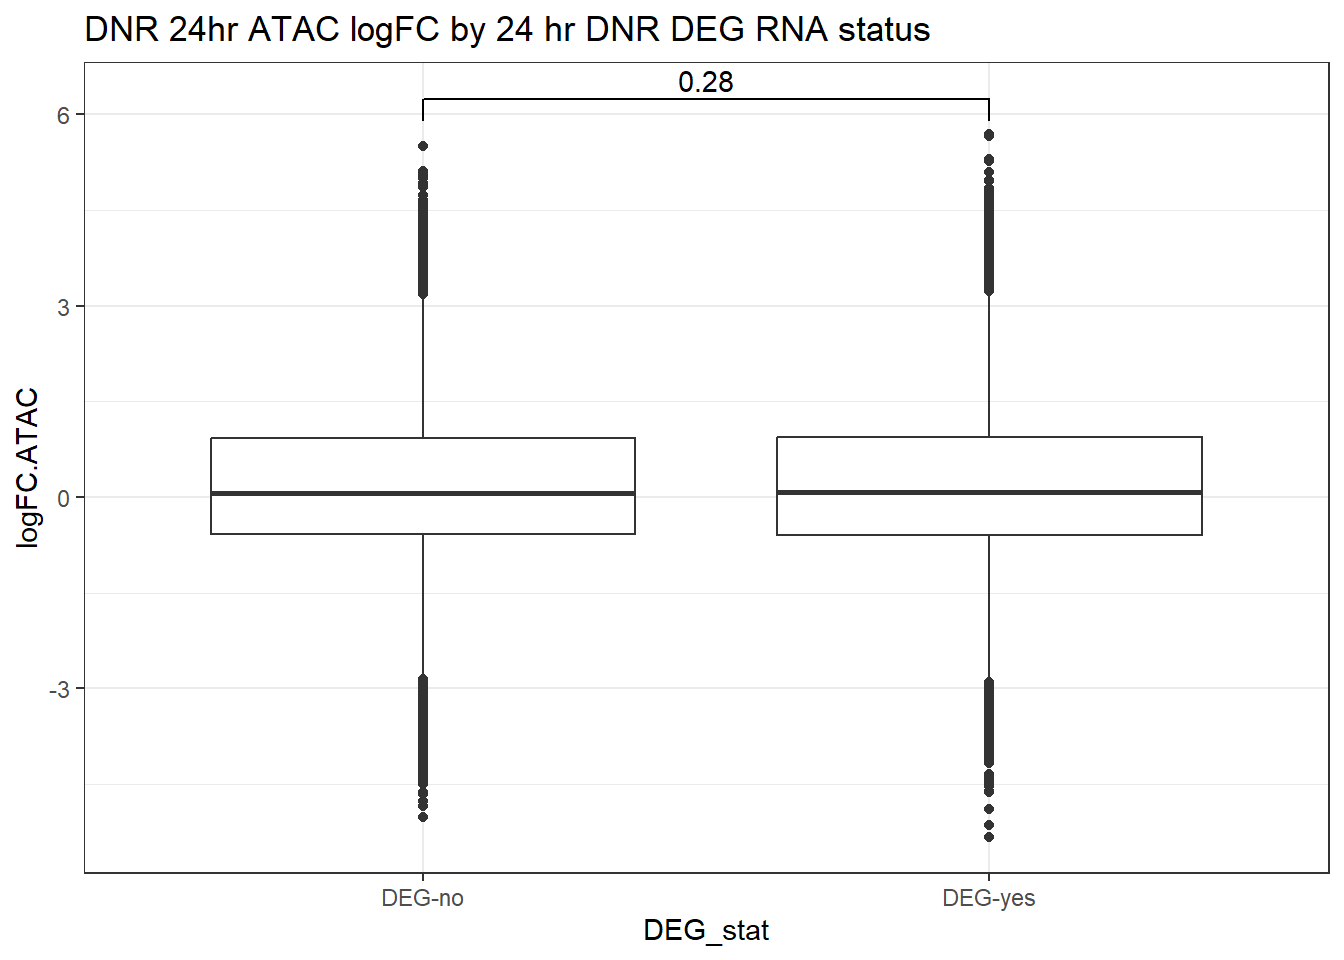 DNR 24hr ATAC logFC by 24 hr DNR DEG RNA status
0.28
6
3
0
-3
logFC.ATAC
DEG-no
DEG-yes
DEG_stat